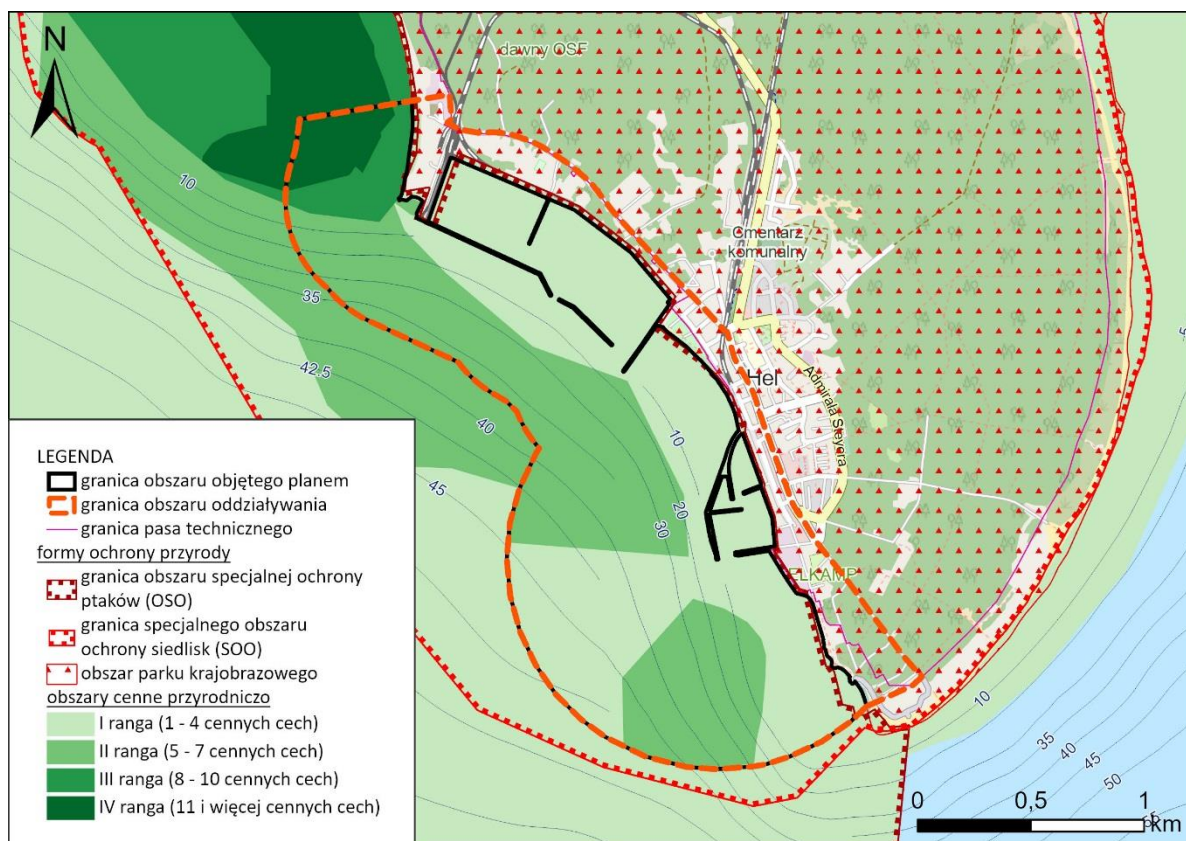 N
dawny OSF
10
Cmentarz
komunalny
35
42.5
Hel
Admirała Steyera
40
10
45
20
30
ELKAMP
-5
10
35
40
45
50
55
LEGENDA
granica obszaru objętego planem
granica obszaru oddziaływania
granica pasa technicznego
formy ochrony przyrody
granica obszaru specjalnej ochrony
ptaków (OSO)
granica specjalnego obszaru
ochrony siedlisk (SOO)
obszar parku krajobrazowego
obszary cenne przyrodniczo
I ranga (1 - 4 cennych cech)
II ranga (5 - 7 cennych cech)
III ranga (8 - 10 cennych cech)
IV ranga (11 i więcej cennych cech)
0 0,5 1
km